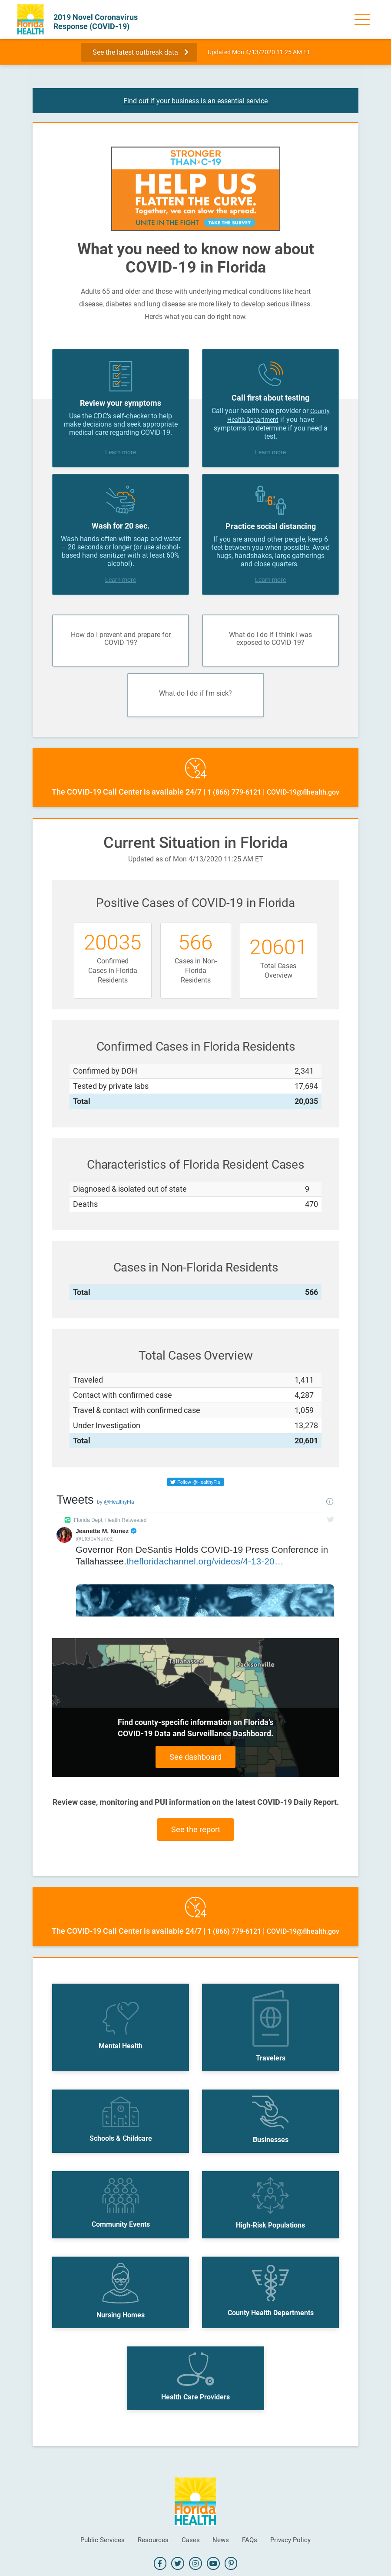 Florida
HEALTH
2019 Novel Coronavirus
Response (COVID-19)
See the latest outbreak data
Updated Mon 4/13/2020 11:25 AM ET
Find out if your business is an essential service
STRONGER
THAN C-19
HELP US
FLATTEN THE CURVE.
Together, we can slow the spread.
UNITE IN THE FIGHT
TAKE THE SURVEY
What you need to know now about
COVID-19 in Florida
Adults 65 and older and those with underlying medical conditions like heart
disease, diabetes and lung disease are more likely to develop serious illness.
Here's what you can do right now.
Review your symptoms
Use the CDC's self-checker to help
make decisions and seek appropriate
medical care regarding COVID-19.
Learn more
Call first about testing
Call your health care provider or County
Health Department if you have
symptoms to determine if you need a
test.
Learn more
Wash for 20 sec.
Wash hands often with soap and water
– 20 seconds or longer (or use alcohol-
based hand sanitizer with at least 60%
alcohol).
Learn more
6'
Practice social distancing
If you are around other people, keep 6
feet between you when possible. Avoid
hugs, handshakes, large gatherings
and close quarters.
Learn more
How do I prevent and prepare for
COVID-19?
What do I do if I think I was
exposed to COVID-19?
What do I do if I'm sick?
24
The COVID-19 Call Center is available 24/7 | 1 (866) 779-6121 | COVID-19@flhealth.gov
Current Situation in Florida
Updated as of Mon 4/13/2020 11:25 AM ET
Positive Cases of COVID-19 in Florida
20035
Confirmed
Cases in Florida
Residents
566
Cases in Non-
Florida
Residents
20601
Total Cases
Overview
Confirmed Cases in Florida Residents
Confirmed by DOH 2,341
Tested by private labs 17,694
Total 20,035
Characteristics of Florida Resident Cases
Diagnosed & isolated out of state 9
Deaths 470
Cases in Non-Florida Residents
Total 566
Total Cases Overview
Traveled 1,411
Contact with confirmed case 4,287
Travel & contact with confirmed case 1,059
Under Investigation 13,278
Total 20,601
Follow @HealthyFla
Tweets by @HealthyFla
Florida Dept. Health Retweeted
Jeanette M. Nunez
@LtGovNunez
Governor Ron DeSantis Holds COVID-19 Press Conference in
Tallahassee.thefloridachannel.org/videos/4-13-20…
Tallahassee
Jacksonville
Find county-specific information on Florida's
COVID-19 Data and Surveillance Dashboard.
See dashboard
Review case, monitoring and PUI information on the latest COVID-19 Daily Report.
See the report
24
The COVID-19 Call Center is available 24/7 | 1 (866) 779-6121 | COVID-19@flhealth.gov
Mental Health
Travelers
Schools & Childcare
Businesses
Community Events
High-Risk Populations
Nursing Homes
County Health Departments
Health Care Providers
Florida
HEALTH
Public Services Resources Cases News FAQs Privacy Policy